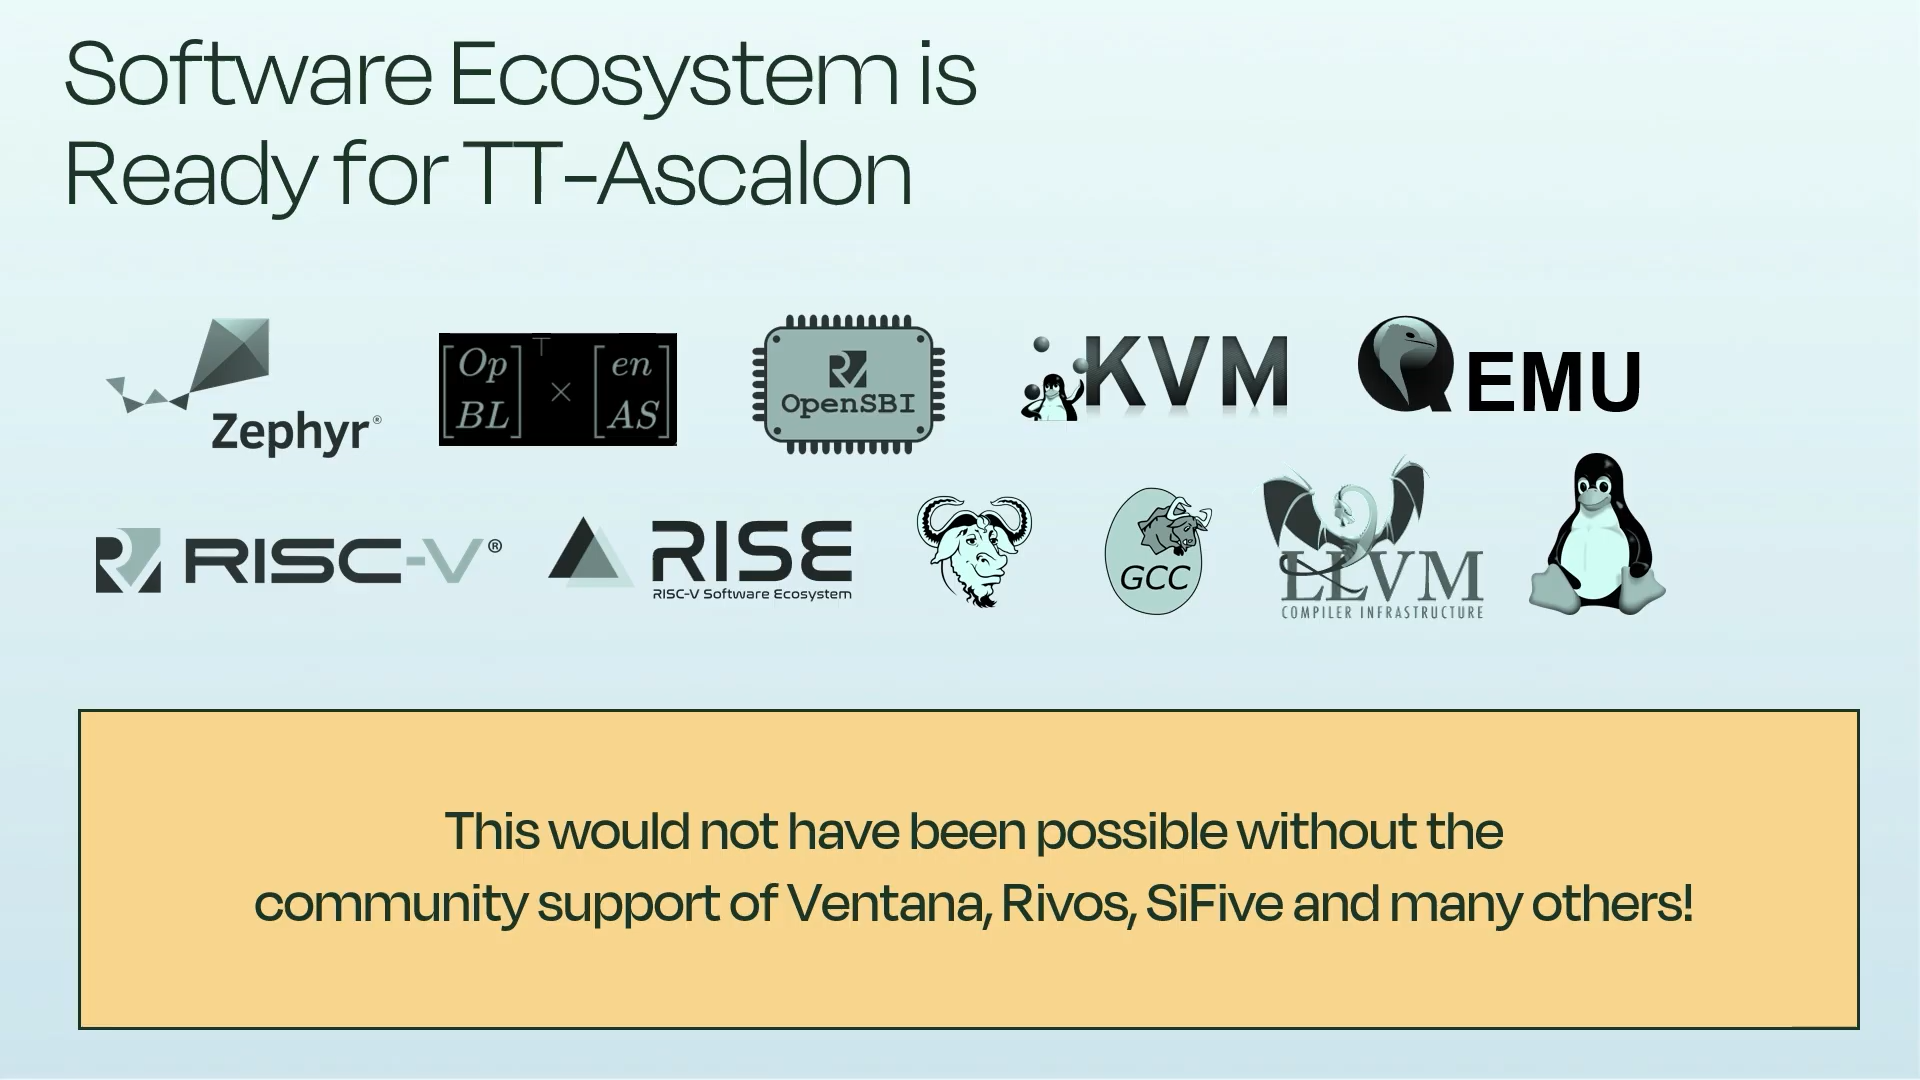 Software Ecosystem is
Ready for TT-Ascalon
Zephyr®
[Op BL]⊤ × [en AS]
OpenSBI
KVM
QEMU
RISC-V®
RISE
RISC-V Software Ecosystem
GCC
LLVM
COMPILER INFRASTRUCTURE
This would not have been possible without the
community support of Ventana, Rivos, SiFive and many others!